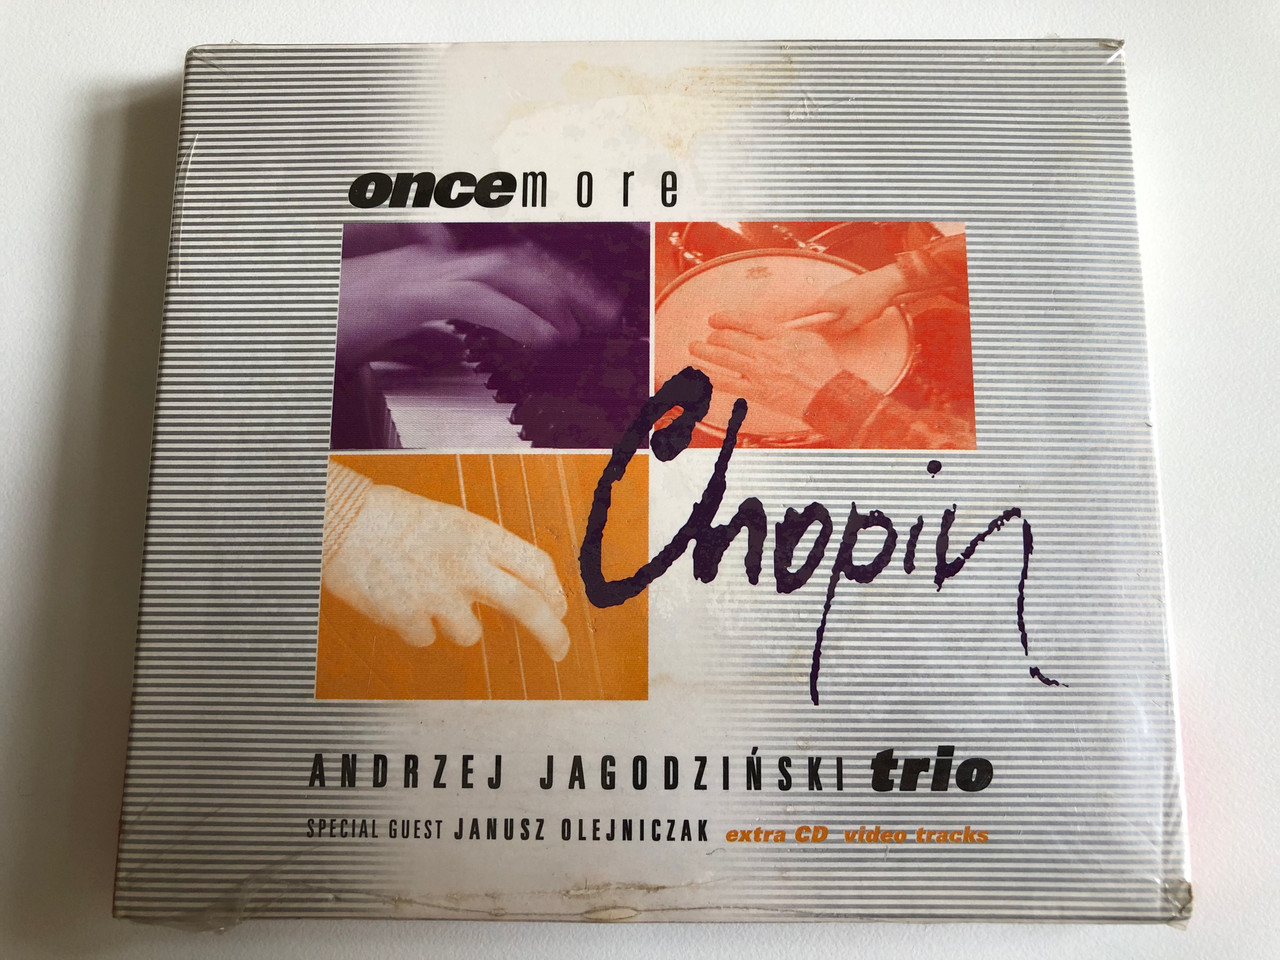 oncemore
Chopin
ANDRZEJ JAGODZIŃSKI trio
SPECIAL GUEST JANUSZ OLEJNICZAK extra CD video tracks